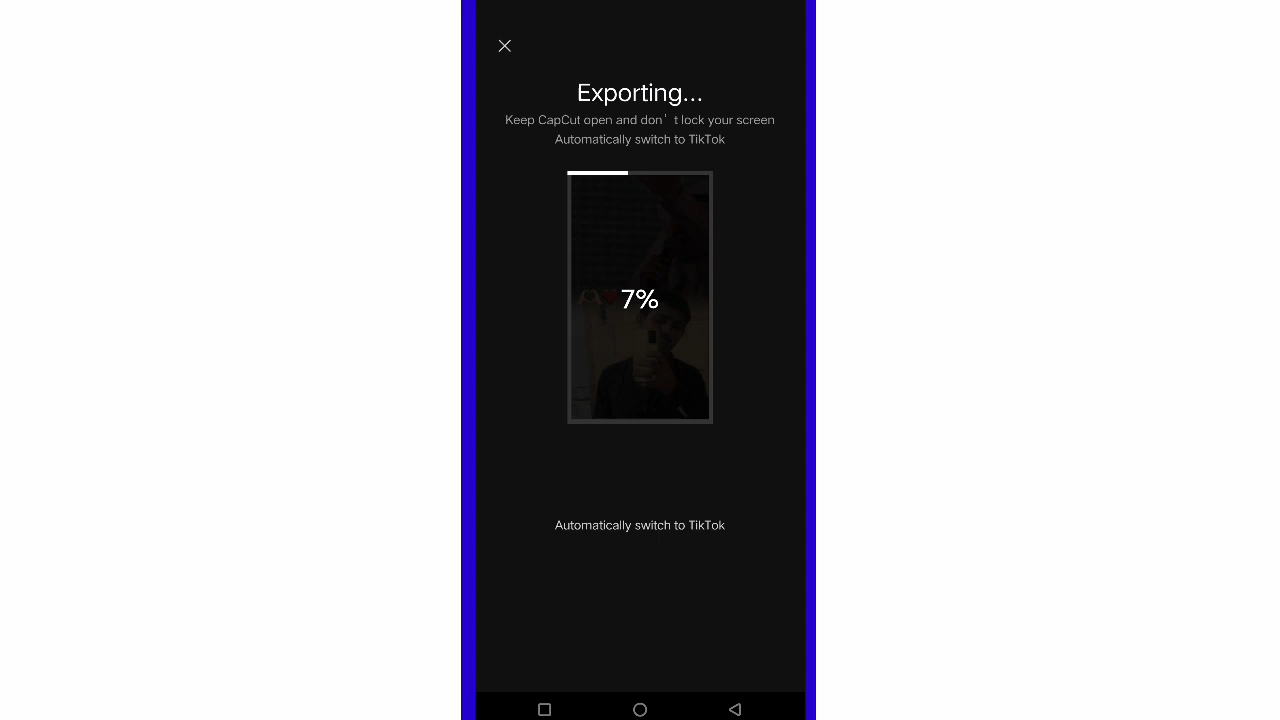 Exporting...
Keep CapCut open and don't lock your screen
Automatically switch to TikTok
7%
Automatically switch to TikTok